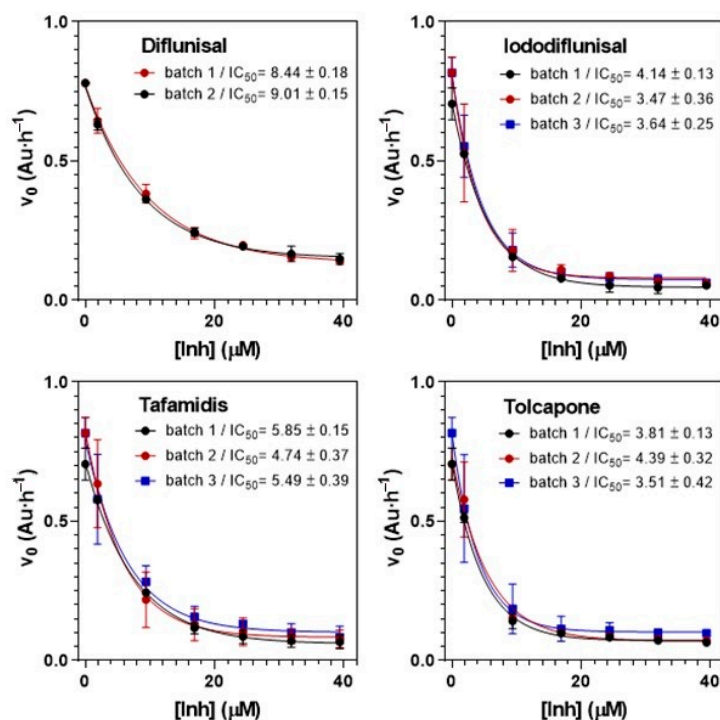 Diflunisal
batch 1 / IC50= 8.44 ± 0.18
batch 2 / IC50= 9.01 ± 0.15
1.0
0.5
0.0
v0 (Au·h-1)
0
20
40
[Inh] (μM)
Iododiflunisal
batch 1 / IC50= 4.14 ± 0.13
batch 2 / IC50= 3.47 ± 0.36
batch 3 / IC50= 3.64 ± 0.25
1.0
0.5
0.0
v0 (Au·h-1)
0
20
40
[Inh] (μM)
Tafamidis
batch 1 / IC50= 5.85 ± 0.15
batch 2 / IC50= 4.74 ± 0.37
batch 3 / IC50= 5.49 ± 0.39
1.0
0.5
0.0
v0 (Au·h-1)
0
20
40
[Inh] (μM)
Tolcapone
batch 1 / IC50= 3.81 ± 0.13
batch 2 / IC50= 4.39 ± 0.32
batch 3 / IC50= 3.51 ± 0.42
1.0
0.5
0.0
v0 (Au·h-1)
0
20
40
[Inh] (μM)